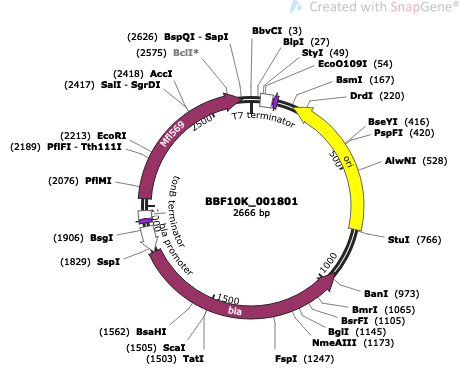 Created with SnapGene®
BbvCI (3)
BlpI (27)
StyI (49)
EcoO109I (54)
BsmI (167)
DrdI (220)
BseYI (416)
PspFI (420)
AlwNI (528)
StuI (766)
BanI (973)
BmrI (1065)
BsrFI (1105)
BglI (1145)
NmeAIII (1173)
FspI (1247)
(1503) TatI
(1505) ScaI
(1562) BsaHI
(1829) SspI
(1906) BsgI
(2076) PflMI
(2189) PflFI - Tth111I
(2213) EcoRI
(2417) SalI - SgrDI
(2418) AccI
(2575) BclI*
(2626) BspQI - SapI
T7 terminator
ori
bla
bla promoter
tonB terminator
Mfl569
500
1000
1500
2500
BBF10K_001801
2666 bp